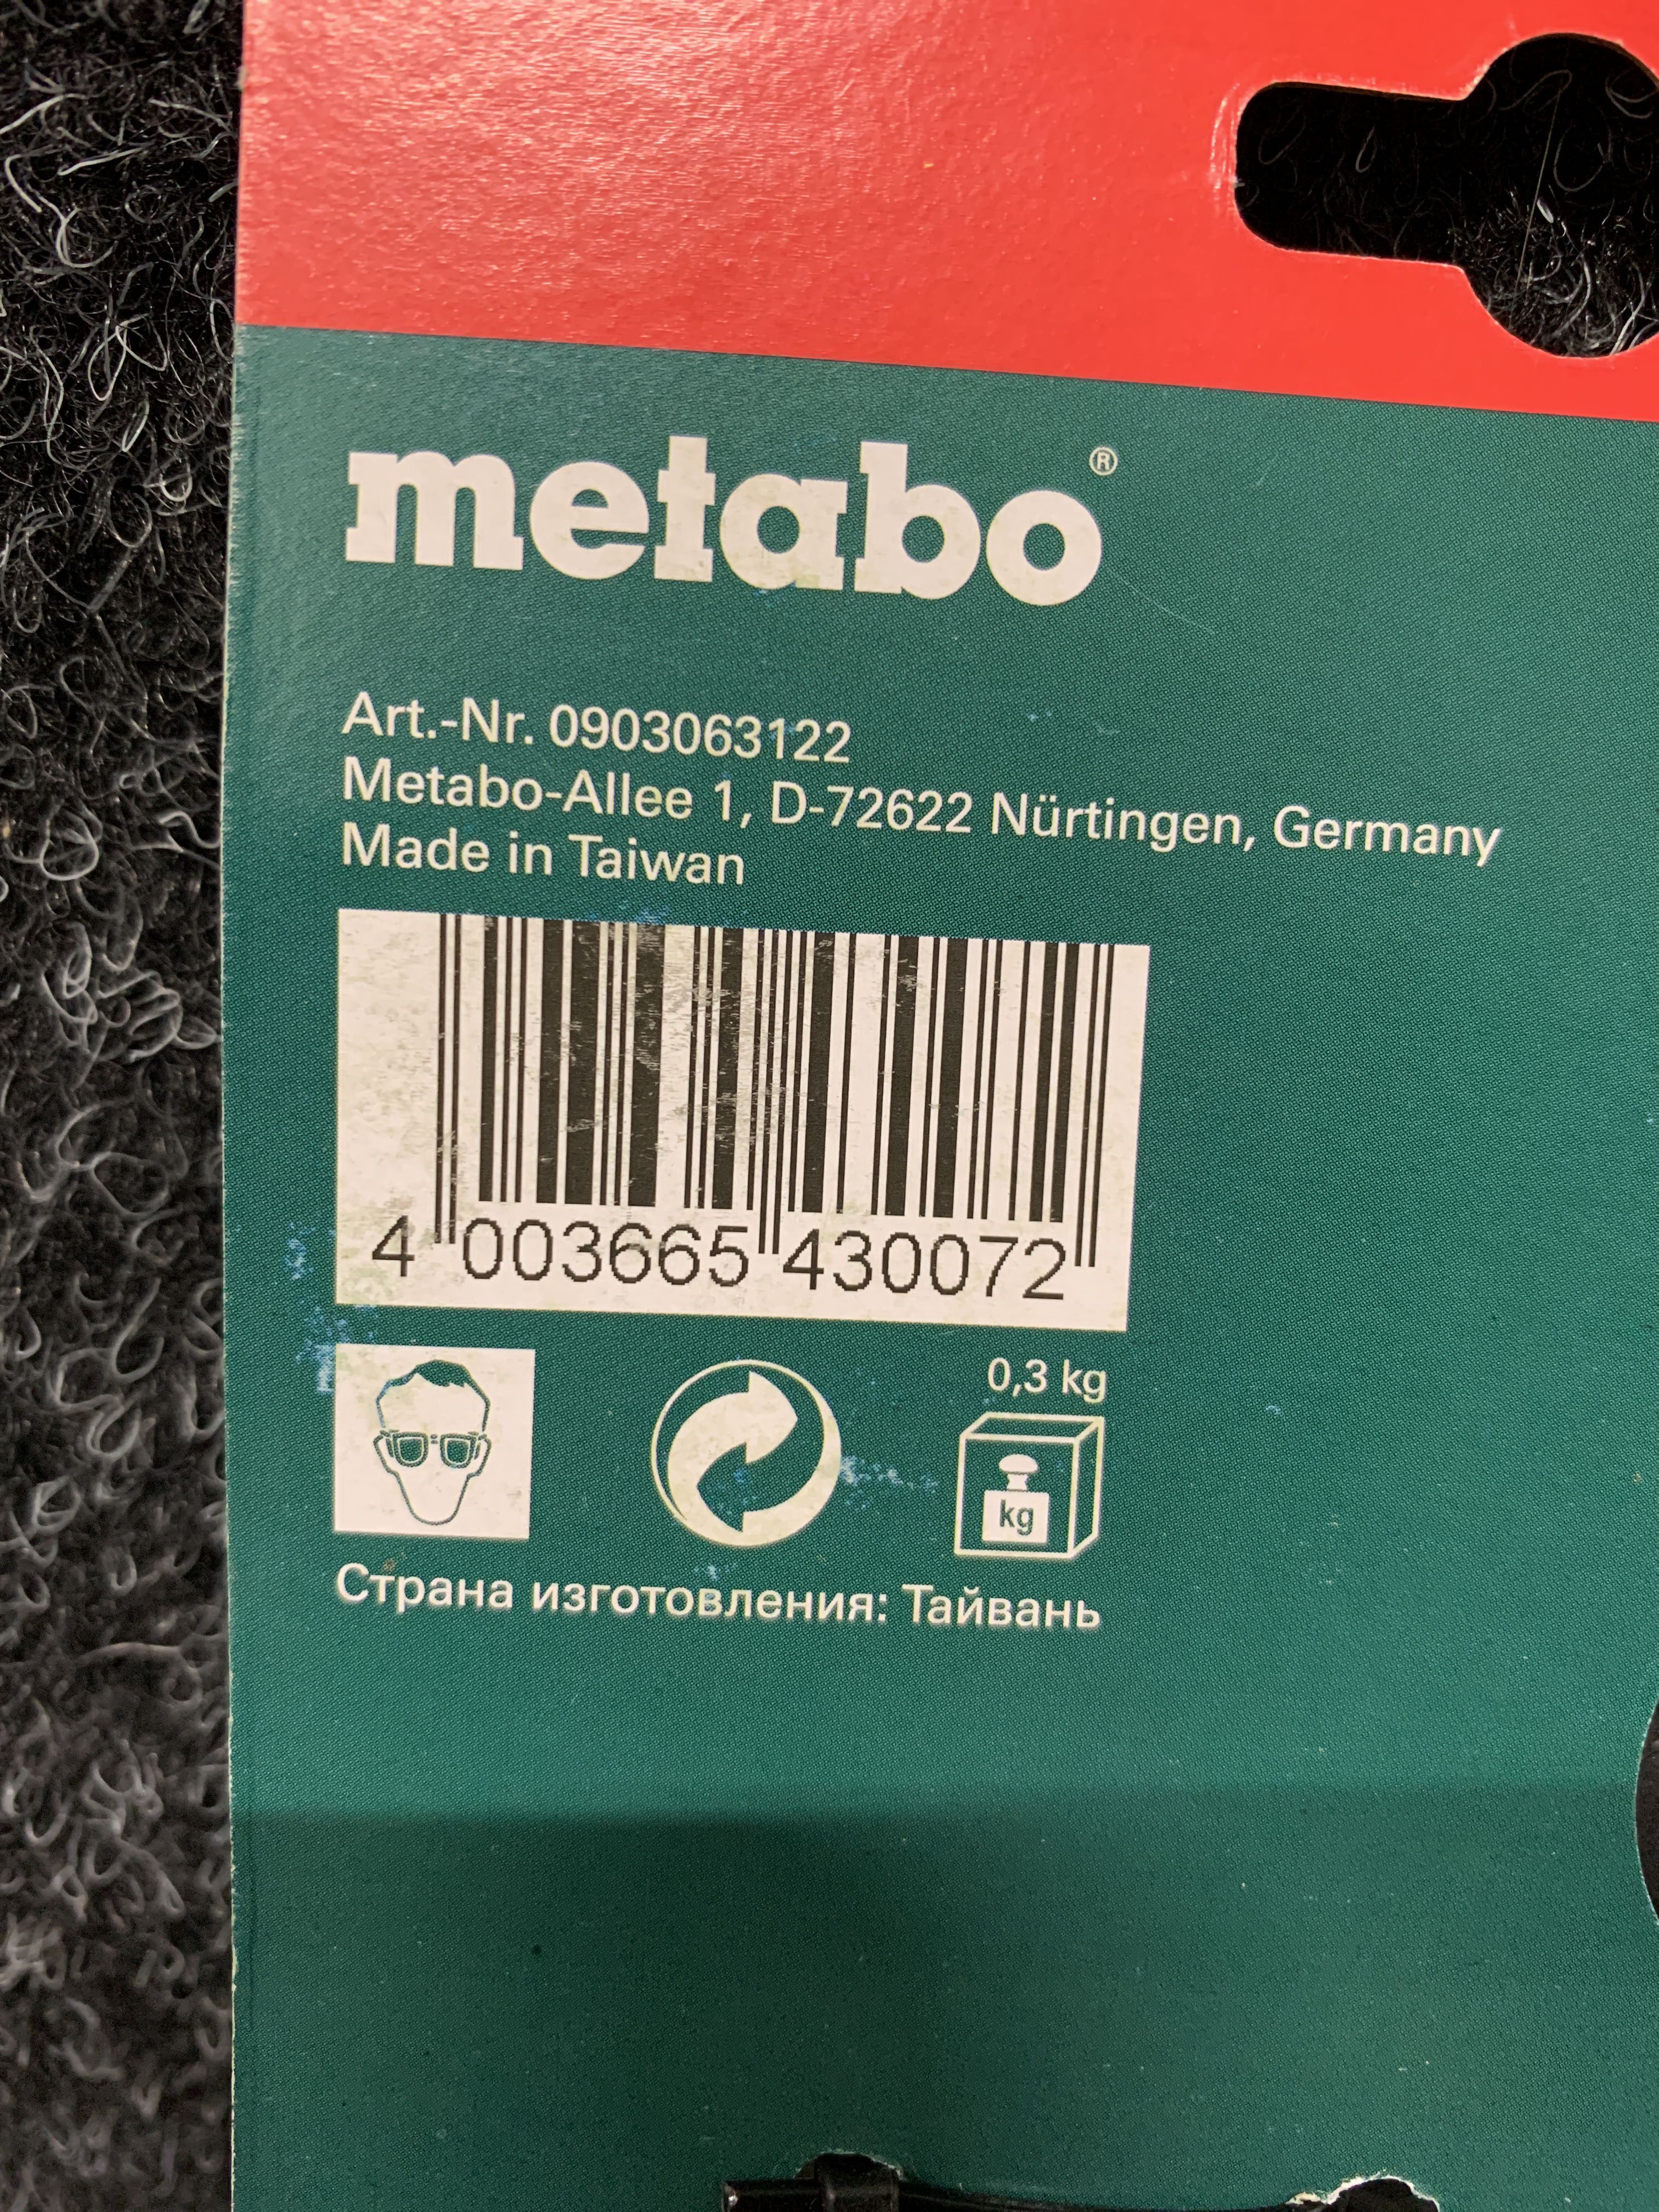 metabo®
Art.-Nr. 0903063122
Metabo-Allee 1, D-72622 Nürtingen, Germany
Made in Taiwan
4 003665 430072
0,3 kg
kg
Страна изготовления: Тайвань